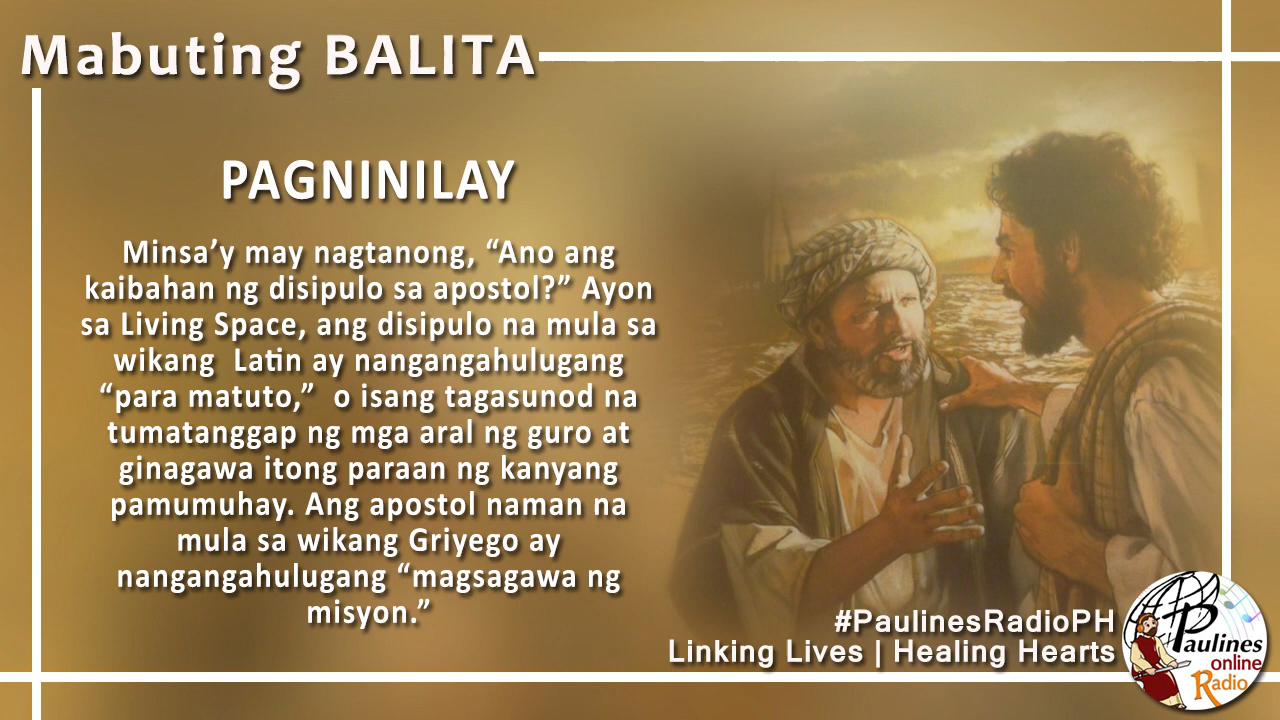 Mabuting BALITA
PAGNINILAY
Minsa’y may nagtanong, “Ano ang
kaibahan ng disipulo sa apostol?” Ayon
sa Living Space, ang disipulo na mula sa
wikang  Latin ay nangangahulugang
“para matuto,”  o isang tagasunod na
tumatanggap ng mga aral ng guro at
ginagawa itong paraan ng kanyang
pamumuhay. Ang apostol naman na
mula sa wikang Griyego ay
nangangahulugang “magsagawa ng
misyon.”
#PaulinesRadioPH
Linking Lives | Healing Hearts
Paulines
online
Radio